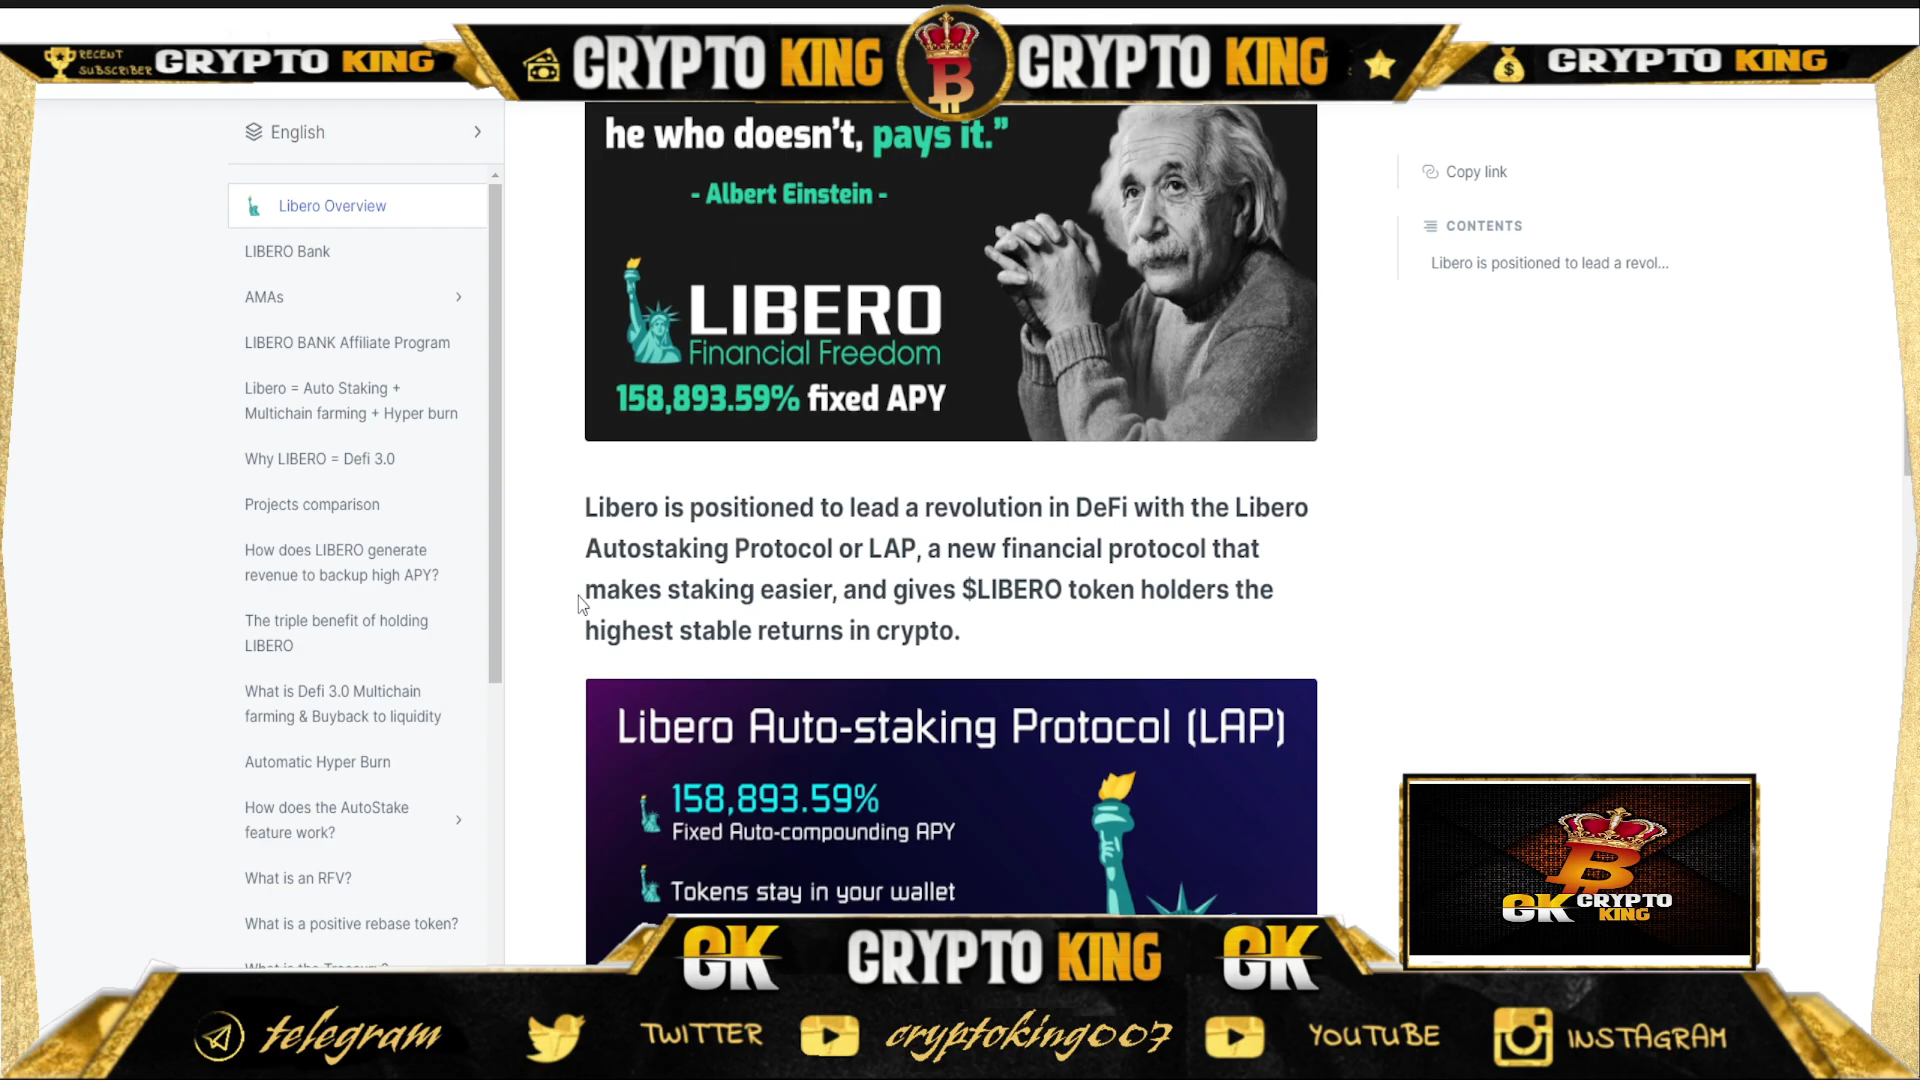 RECENT
SUBSCRIBER
CRYPTO KING
CRYPTO KING
CRYPTO KING
CRYPTO KING
English
Libero Overview
LIBERO Bank
AMAs
LIBERO BANK Affiliate Program
Libero = Auto Staking +
Multichain farming + Hyper burn
Why LIBERO = Defi 3.0
Projects comparison
How does LIBERO generate
revenue to backup high APY?
The triple benefit of holding
LIBERO
What is Defi 3.0 Multichain
farming & Buyback to liquidity
Automatic Hyper Burn
How does the AutoStake
feature work?
What is an RFV?
What is a positive rebase token?
What is the Treasury?
he who doesn't, pays it.”
- Albert Einstein -
LIBERO
Financial Freedom
158,893.59% fixed APY
Libero is positioned to lead a revolution in DeFi with the Libero
Autostaking Protocol or LAP, a new financial protocol that
makes staking easier, and gives $LIBERO token holders the
highest stable returns in crypto.
Libero Auto-staking Protocol (LAP)
158,893.59%
Fixed Auto-compounding APY
Tokens stay in your wallet
Copy link
CONTENTS
Libero is positioned to lead a revol...
CK CRYPTO
KING
CK CRYPTO KING CK
telegram
TWITTER
cryptoking007
YOUTUBE
INSTAGRAM